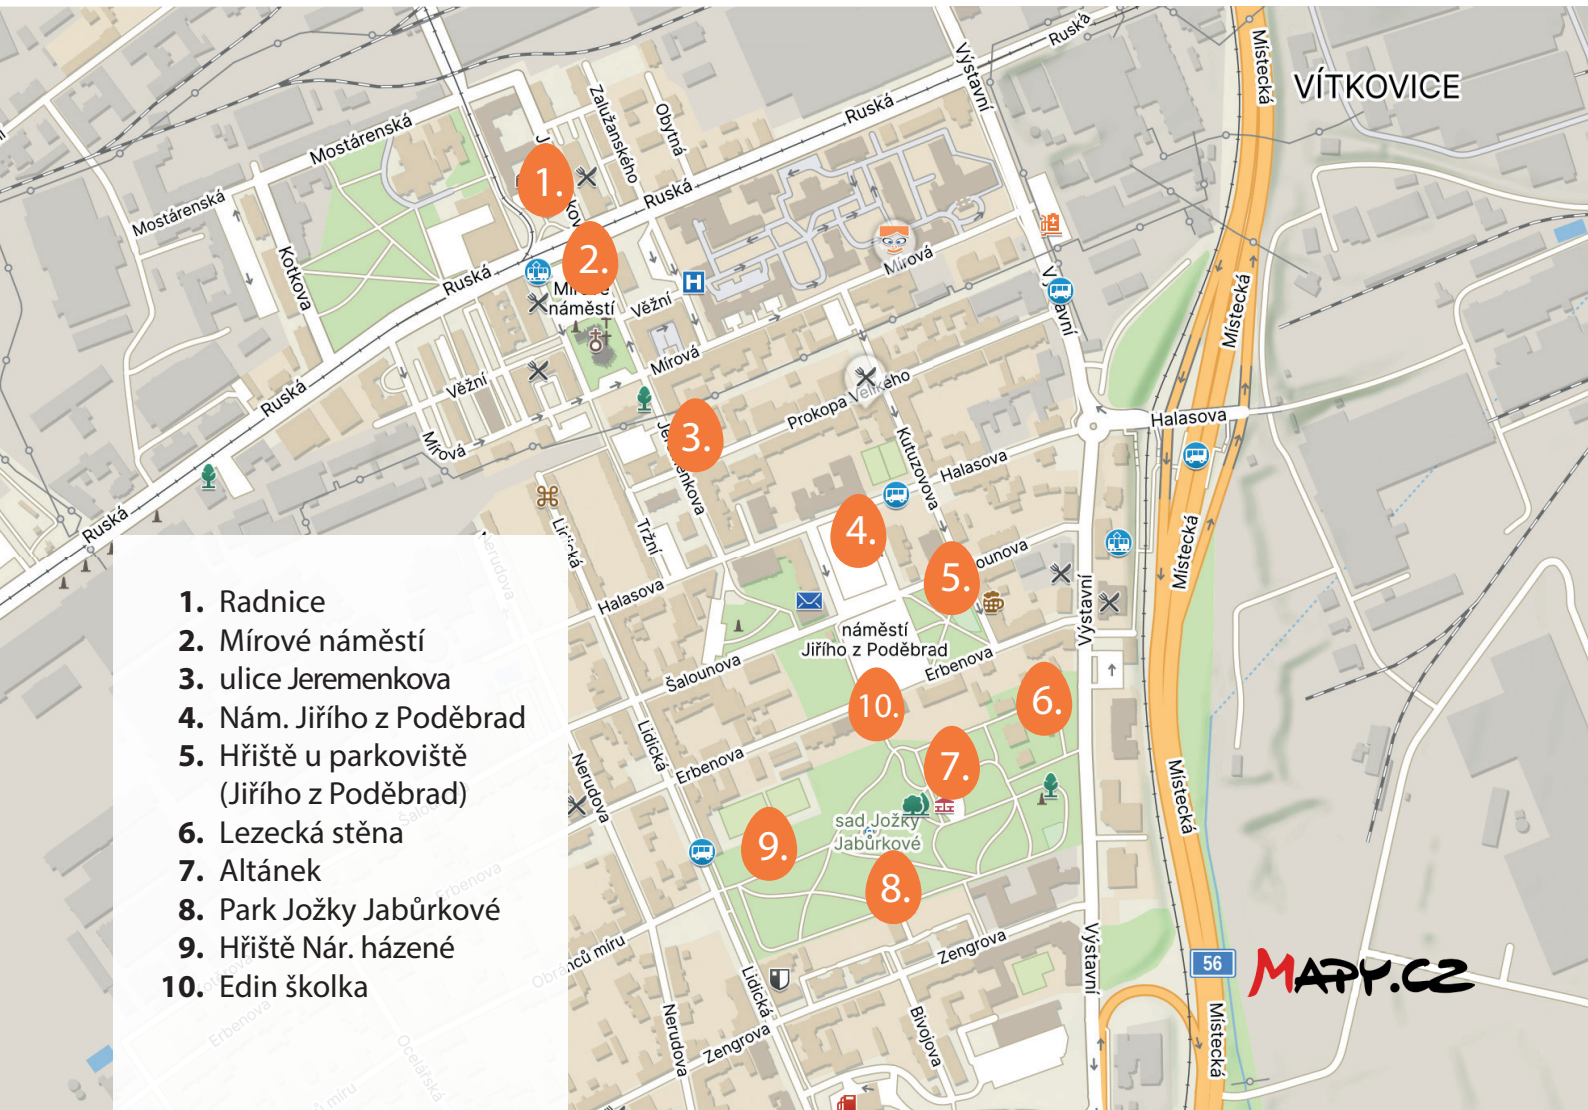 VÍTKOVICE
Ruská
Výstavní
Místecká
Mostárenská
Zalužanského
Obytná
Ruská
Mostárenská
1.
Ruská
Kotkova
2.
Ruská
náměstí
Věžní
Mírová
Výstavní
Místecká
Mírová
Věžní
Ruská
Mírová
Prokopa Velikého
Halasova
3.
Kutuzovova
Halasova
Ruská
Lidická
Tržní
4.
Místecká
5.
Halasova
náměstí
Jiřího z Poděbrad
Výstavní
Erbenova
Šalounova
6.
10.
Lidická
Erbenova
Nerudova
7.
Místecká
sad Jožky
Jabůrkové
9.
8.
Zengrova
Výstavní
Lidická
56
MAPY.CZ
Nerudova
Zengrova
Bivojova
Místecká
1. Radnice
2. Mírové náměstí
3. ulice Jeremenkova
4. Nám. Jiřího z Poděbrad
5. Hřiště u parkoviště
(Jiřího z Poděbrad)
6. Lezecká stěna
7. Altánek
8. Park Jožky Jabůrkové
9. Hřiště Nár. házené
10. Edin školka